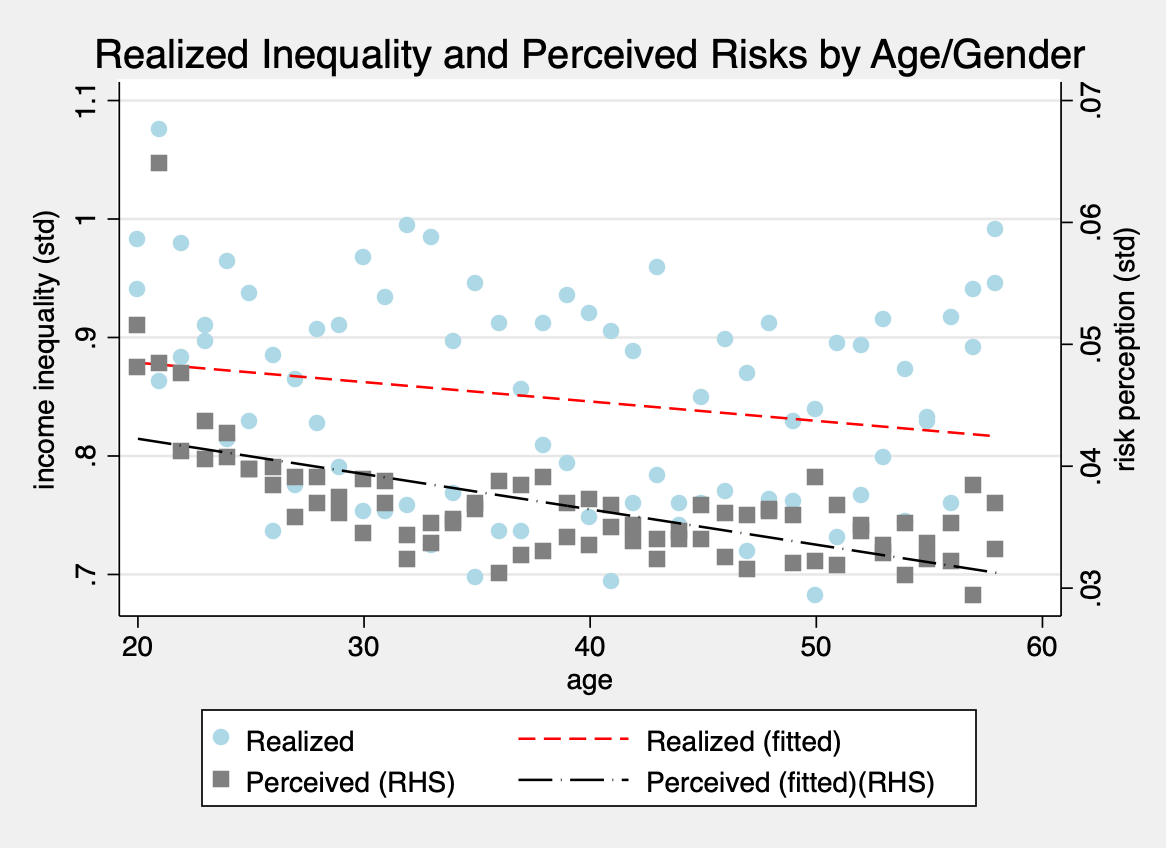 Realized Inequality and Perceived Risks by Age/Gender
1.1
1
.9
.8
.7
income inequality (std)
.07
.06
.05
.04
.03
risk perception (std)
20 30 40 50 60
age
Realized Realized (fitted)
Perceived (RHS) Perceived (fitted)(RHS)